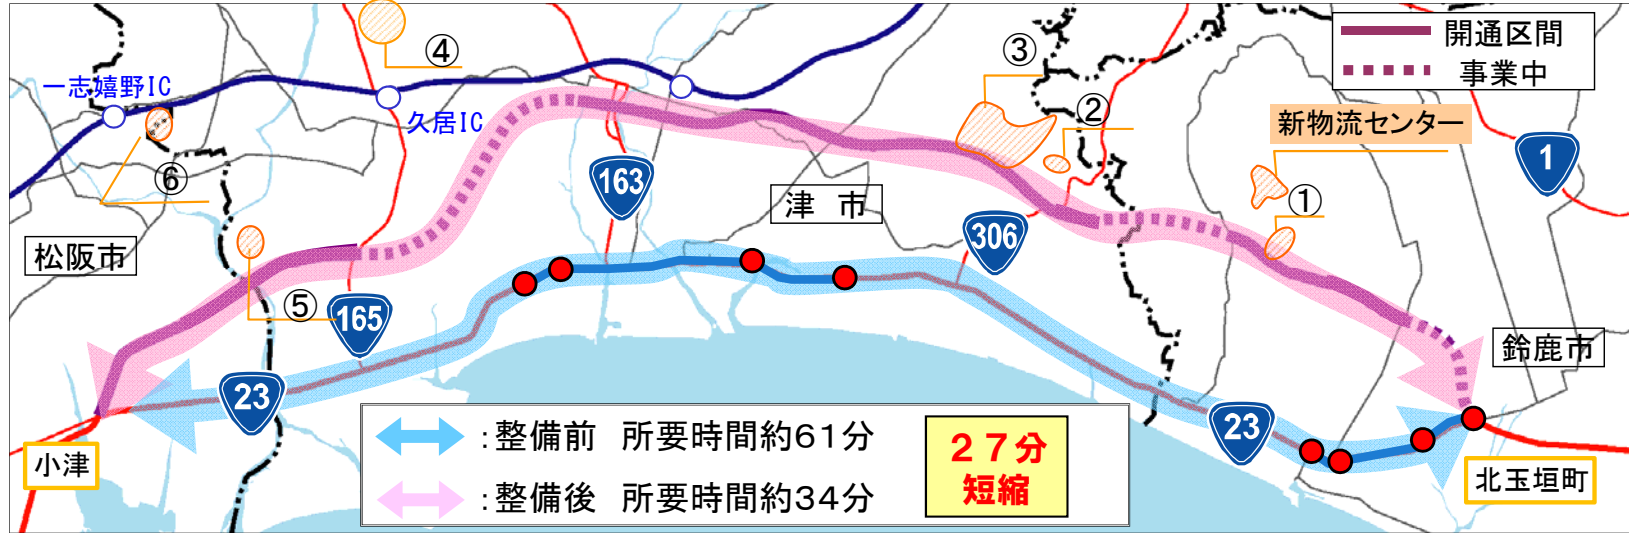 ④
③
開通区間
事業中
一志嬉野IC
久居IC
②
新物流センター
1
⑥
163
津 市
①
松阪市
306
⑤
165
鈴鹿市
23
23
小津
:整備前 所要時間約61分
:整備後 所要時間約34分
27分
短縮
北玉垣町